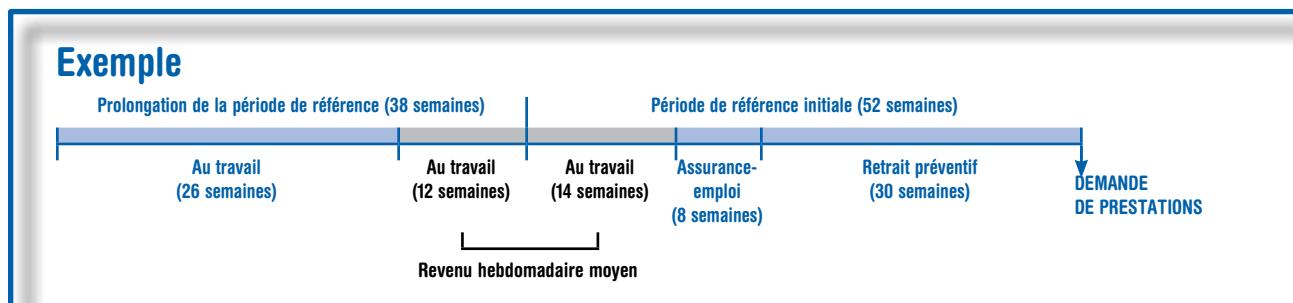 Exemple
Prolongation de la période de référence (38 semaines)
Période de référence initiale (52 semaines)
Au travail
(26 semaines)
Au travail
(12 semaines)
Au travail
(14 semaines)
Assurance-
emploi
(8 semaines)
Retrait préventif
(30 semaines)
DEMANDE
DE PRESTATIONS
Revenu hebdomadaire moyen